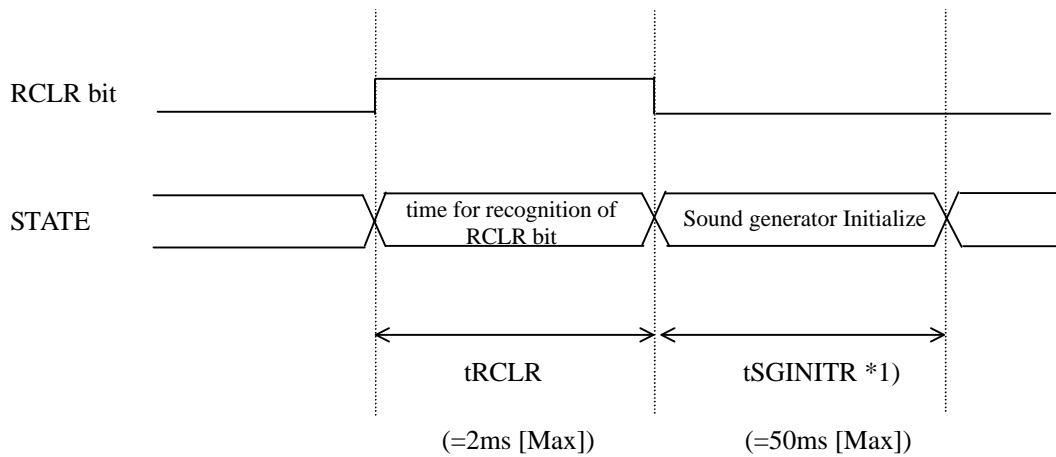 RCLR bit
STATE
time for recognition of
RCLR bit
Sound generator Initialize
tRCLR
tSGINITR *1)
(=2ms [Max])
(=50ms [Max])